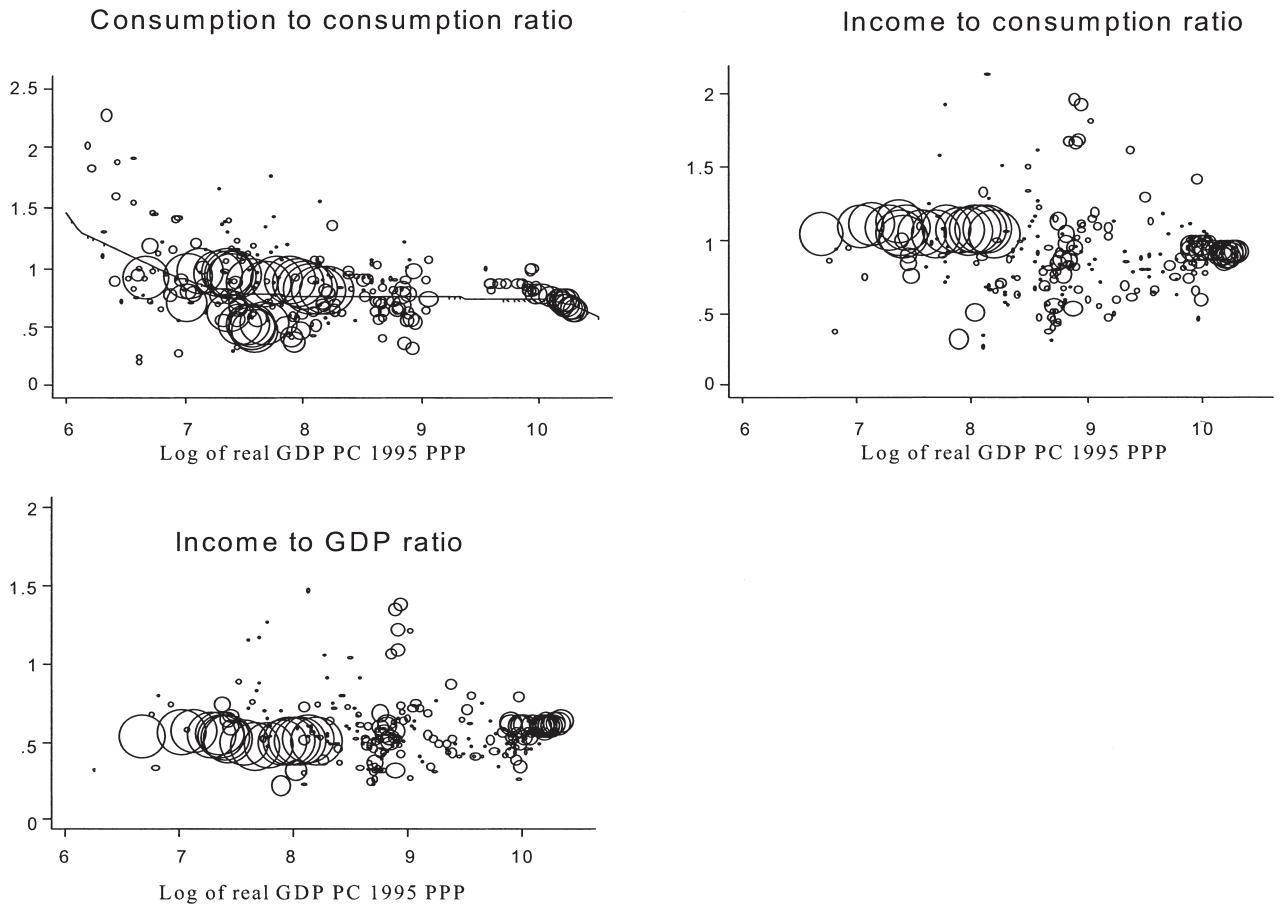 Consumption to consumption ratio
2.5
2
1.5
1
.5
0
6 7 8 9 10
Log of real GDP PC 1995 PPP
Income to consumption ratio
2
1.5
1
.5
0
6 7 8 9 10
Log of real GDP PC 1995 PPP
Income to GDP ratio
2
1.5
1
.5
0
6 7 8 9 10
Log of real GDP PC 1995 PPP